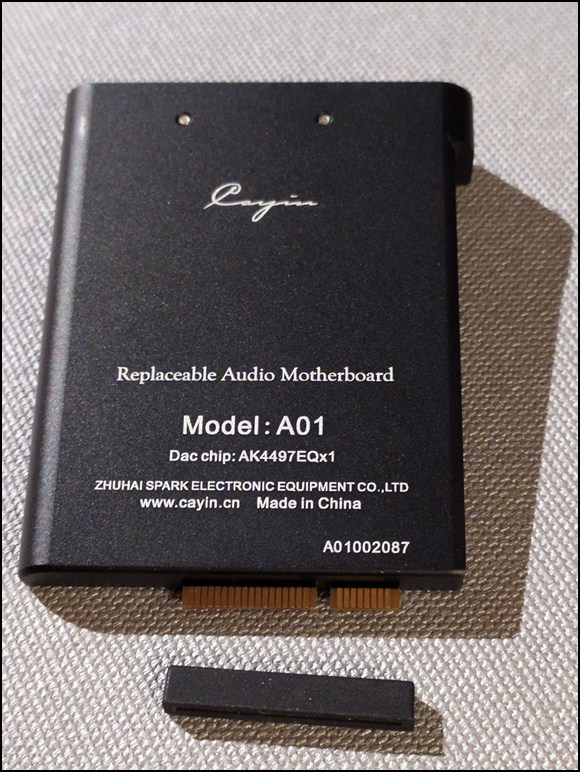 Cayin
Replaceable Audio Motherboard
Model: A01
Dac chip: AK4497EQx1
ZHUHAI SPARK ELECTRONIC EQUIPMENT CO.,LTD
www.cayin.cn Made in China
A01002087